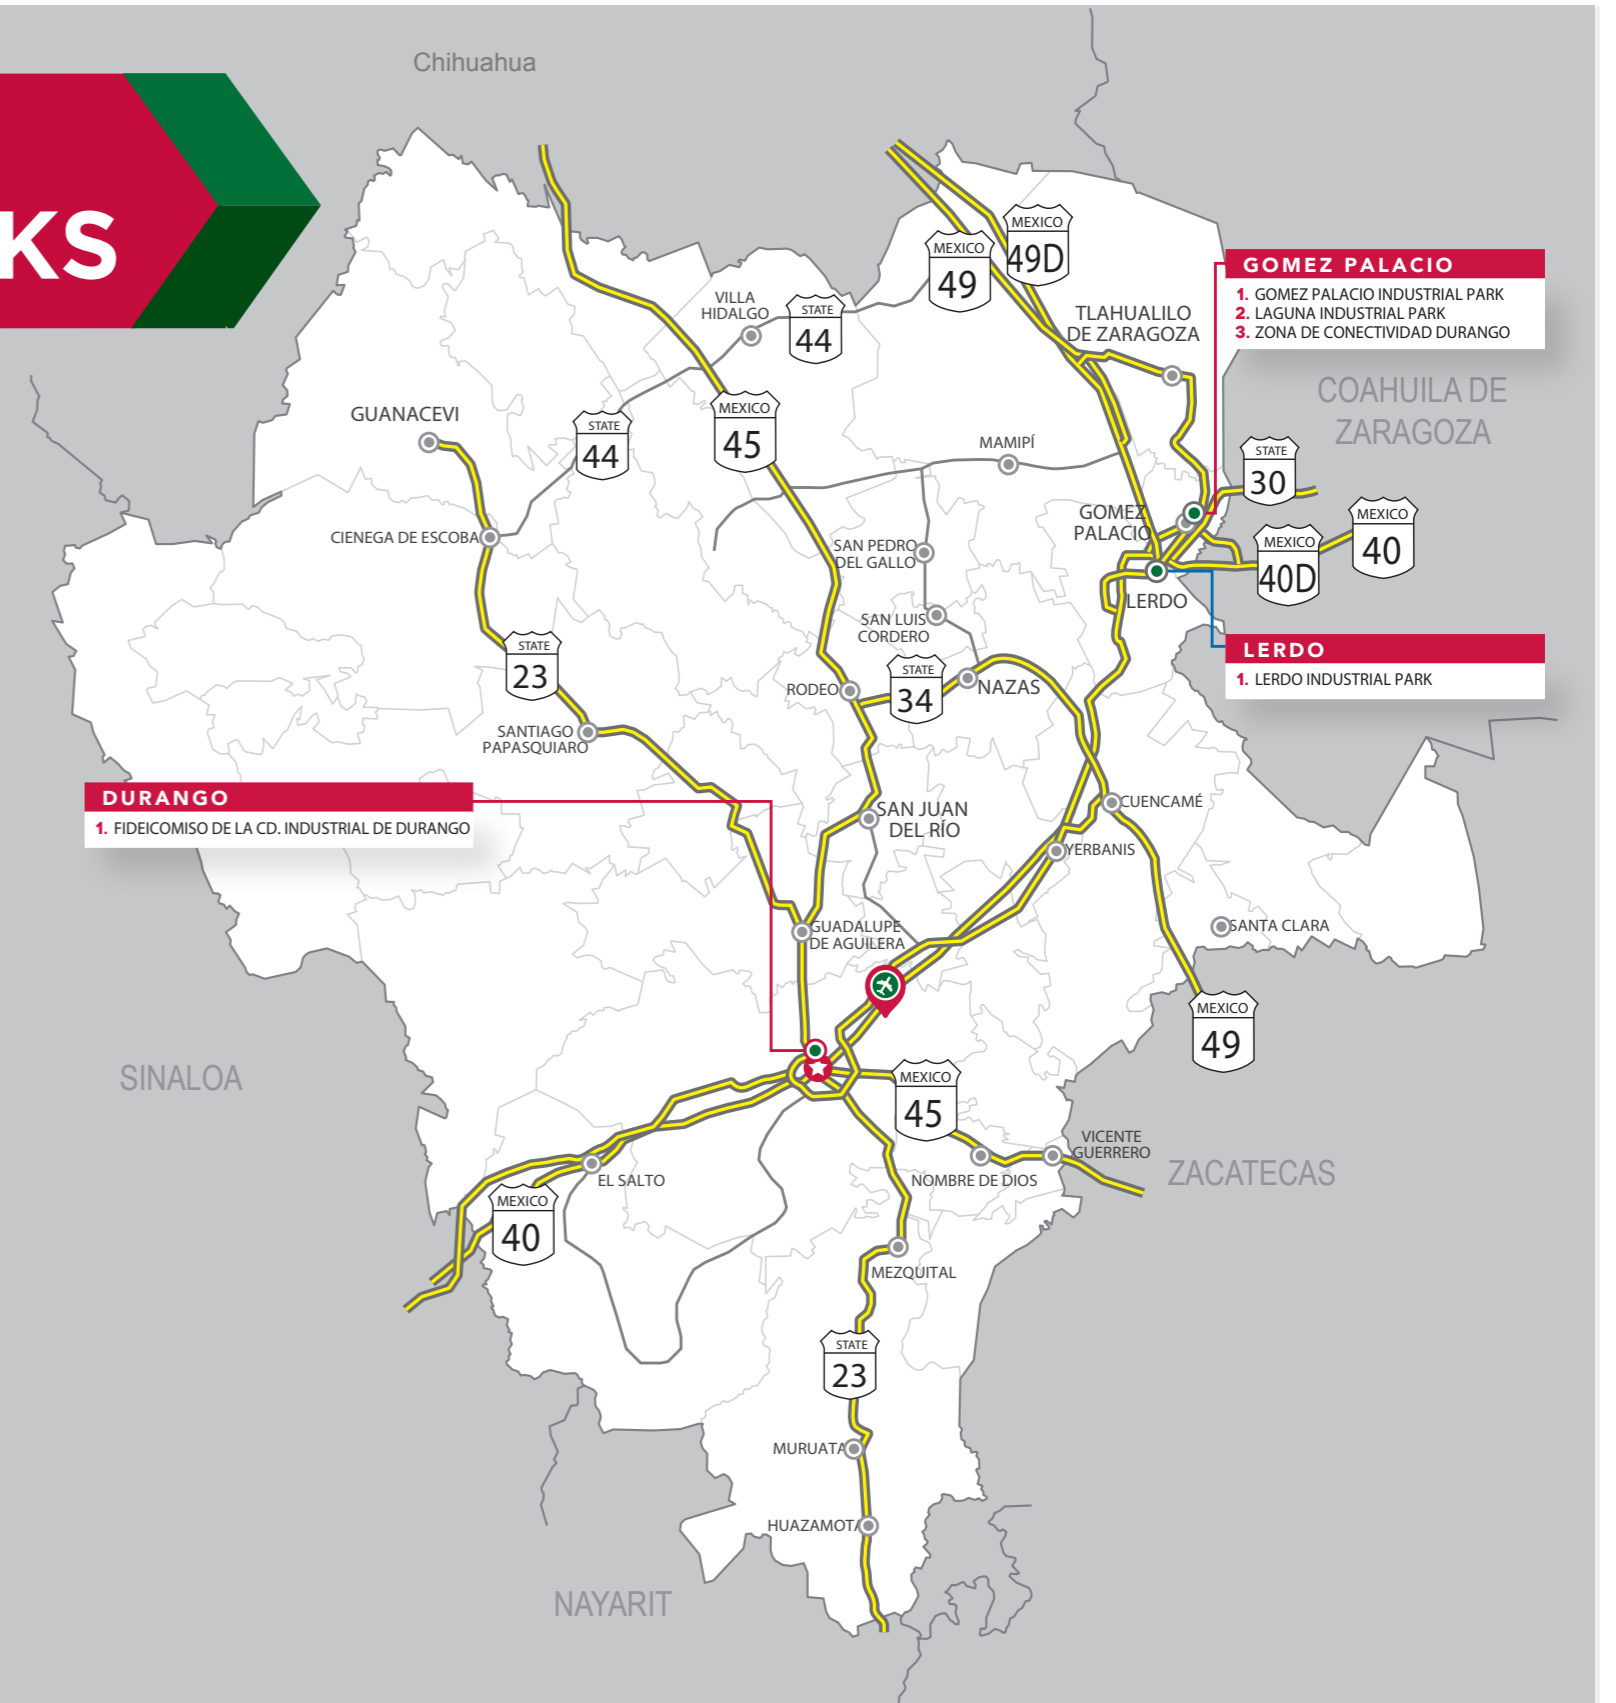 Chihuahua
KS
MEXICO
49D
MEXICO
49
GOMEZ PALACIO
1. GOMEZ PALACIO INDUSTRIAL PARK
2. LAGUNA INDUSTRIAL PARK
3. ZONA DE CONECTIVIDAD DURANGO
VILLA
HIDALGO
STATE
44
TLAHUALILO
DE ZARAGOZA
COAHUILA DE
ZARAGOZA
GUANACEVI
STATE
44
MEXICO
45
MAMIPÍ
STATE
30
CIENEGA DE ESCOBA
SAN PEDRO
DEL GALLO
GOMEZ
PALACIO
MEXICO
40D
MEXICO
40
SAN LUIS
CORDERO
LERDO
LERDO
1. LERDO INDUSTRIAL PARK
STATE
23
RODEO
STATE
34
NAZAS
SANTIAGO
PAPASQUIARO
DURANGO
1. FIDEICOMISO DE LA CD. INDUSTRIAL DE DURANGO
SAN JUAN
DEL RÍO
CUENCAMÉ
YERBANIS
GUADALUPE
DE AGUILERA
SANTA CLARA
MEXICO
49
SINALOA
MEXICO
45
VICENTE
GUERRERO
ZACATECAS
EL SALTO
NOMBRE DE DIOS
MEXICO
40
MEZQUITAL
STATE
23
MURUATA
HUAZAMOTA
NAYARIT